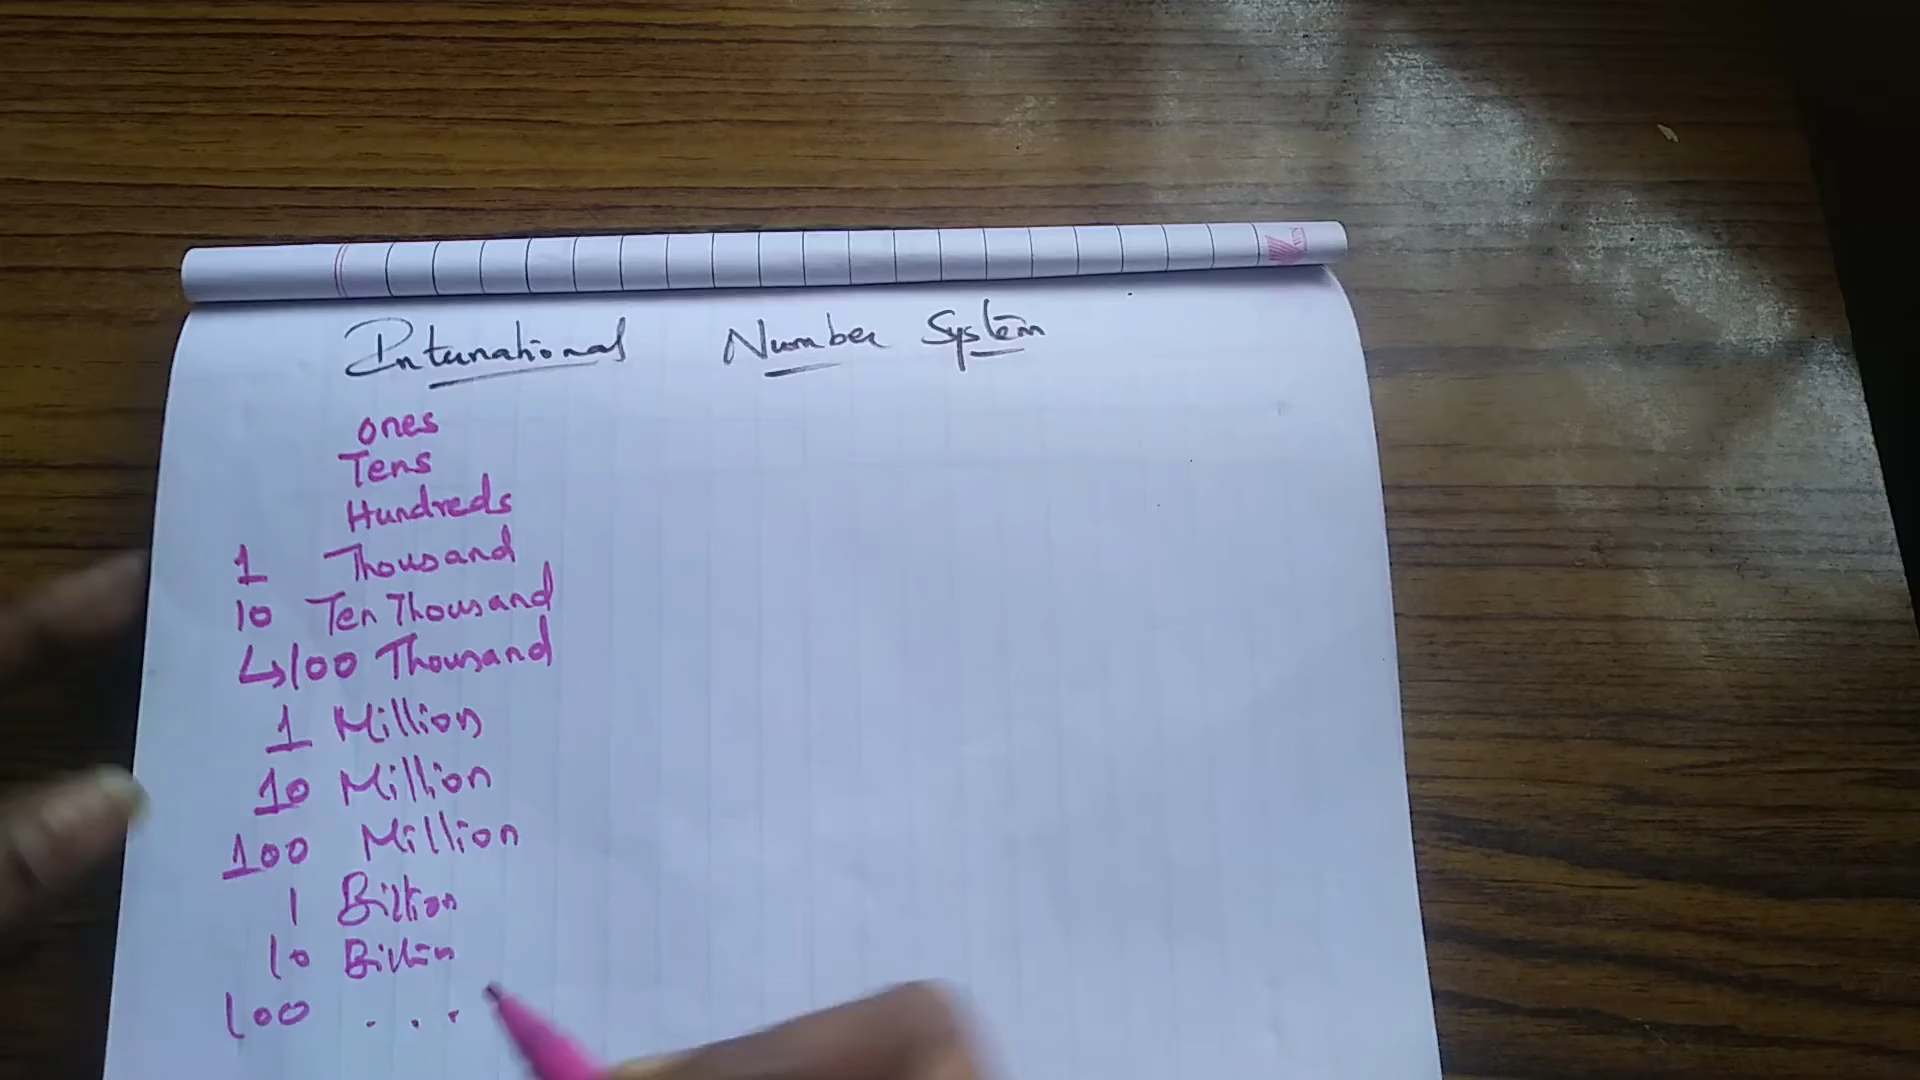 International Number System
ones
Tens
Hundreds
1 Thousand
10 Ten Thousand
↳100 Thousand
1 Million
10 Million
100 Million
1 Billion
10 Billion
100 ...